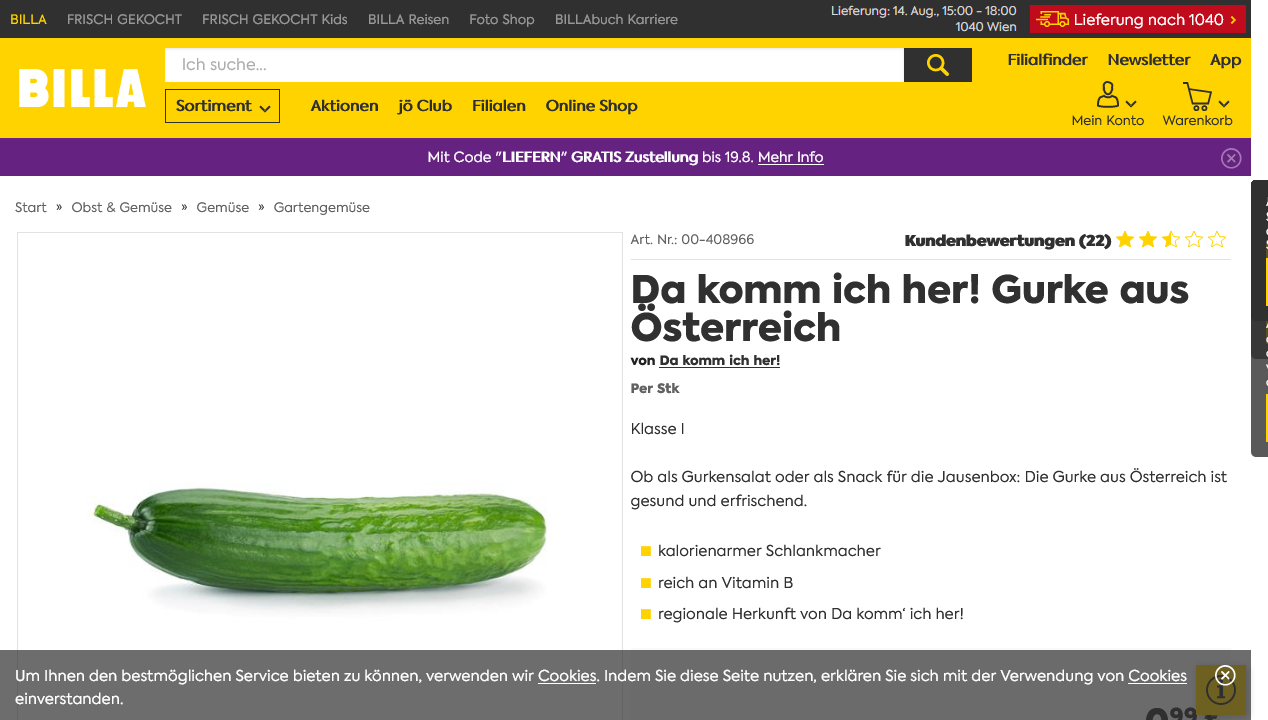 BILLA FRISCH GEKOCHT FRISCH GEKOCHT Kids BILLA Reisen Foto Shop BILLAbuch Karriere
Lieferung: 14. Aug., 15:00 - 18:00
1040 Wien
Lieferung nach 1040
BILLA
Ich suche...
Filialfinder Newsletter App
Sortiment Aktionen jö Club Filialen Online Shop
Mein Konto Warenkorb
Mit Code "LIEFERN" GRATIS Zustellung bis 19.8. Mehr Info
Start » Obst & Gemüse » Gemüse » Gartengemüse
Art. Nr.: 00-408966
Kundenbewertungen (22)
Da komm ich her! Gurke aus
Österreich
von Da komm ich her!
Per Stk
Klasse I
Ob als Gurkensalat oder als Snack für die Jausenbox: Die Gurke aus Österreich ist
gesund und erfrischend.
kalorienarmer Schlankmacher
reich an Vitamin B
regionale Herkunft von Da komm‘ ich her!
Um Ihnen den bestmöglichen Service bieten zu können, verwenden wir Cookies. Indem Sie diese Seite nutzen, erklären Sie sich mit der Verwendung von Cookies
einverstanden.